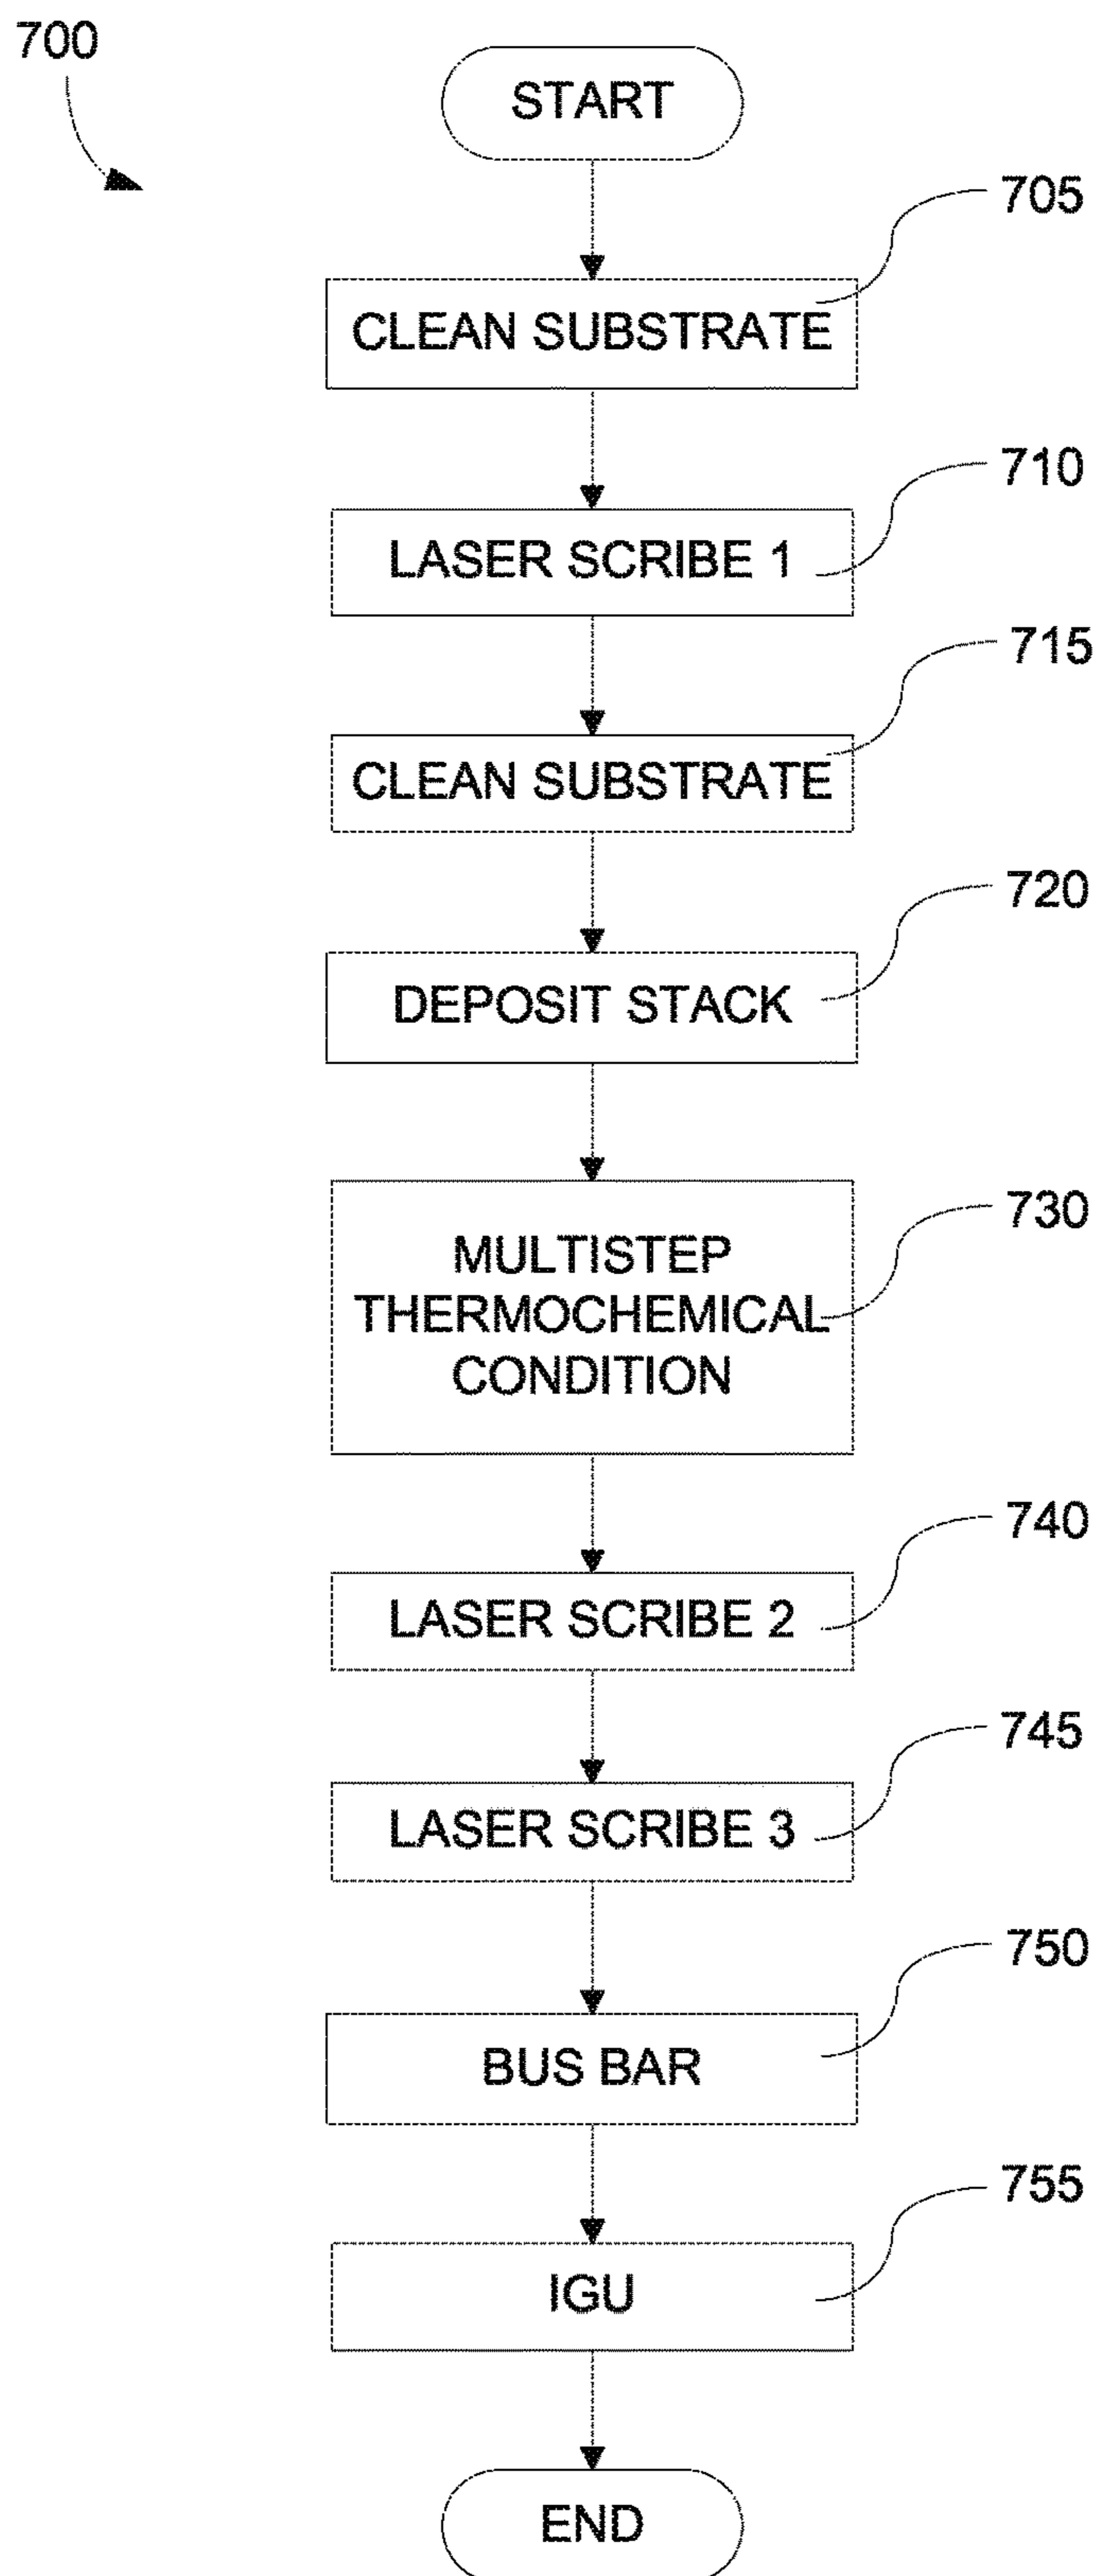 700
START
705
CLEAN SUBSTRATE
710
LASER SCRIBE 1
715
CLEAN SUBSTRATE
720
DEPOSIT STACK
730
MULTISTEP
THERMOCHEMICAL
CONDITION
740
LASER SCRIBE 2
745
LASER SCRIBE 3
750
BUS BAR
755
IGU
END